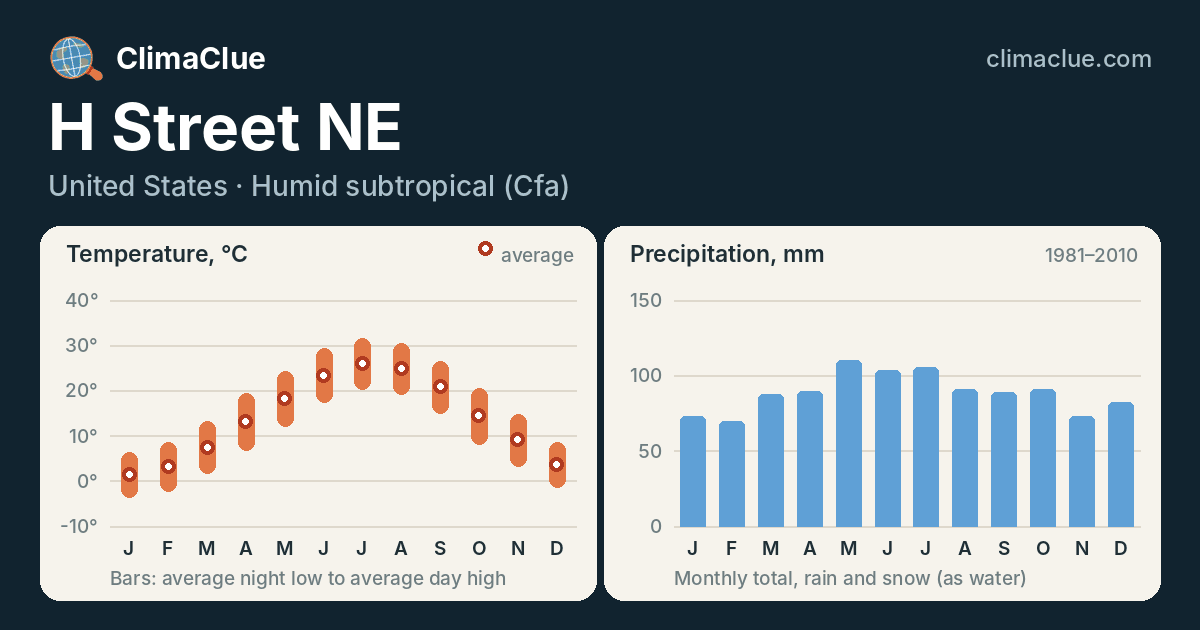 ClimaClue
climaclue.com
H Street NE
United States · Humid subtropical (Cfa)
Temperature, °C
average
40°
30°
20°
10°
0°
-10°
J F M A M J J A S O N D
Bars: average night low to average day high
Precipitation, mm
1981–2010
150
100
50
0
J F M A M J J A S O N D
Monthly total, rain and snow (as water)